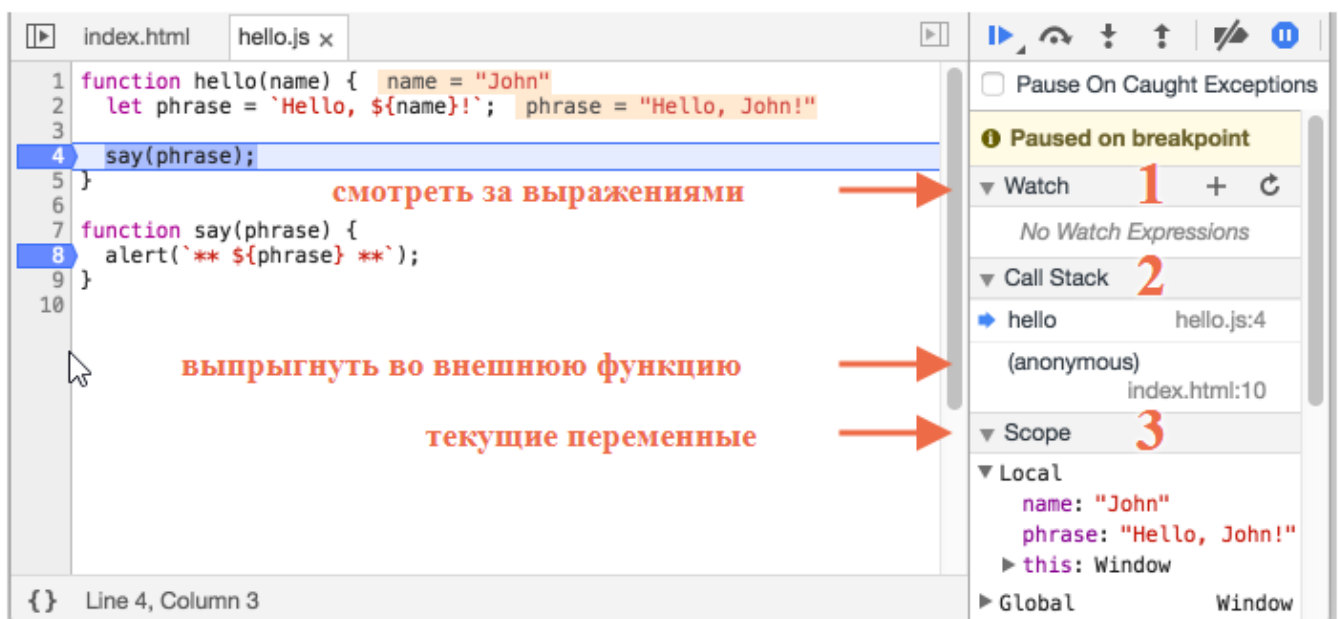 index.html hello.js ×
1 function hello(name) { name = "John"
2 let phrase = `Hello, ${name}!`; phrase = "Hello, John!"
3
4 say(phrase);
5 }
6
7 function say(phrase) {
8 alert(`** ${phrase} **`);
9 }
10
смотреть за выражениями
выпрыгнуть во внешнюю функцию
текущие переменные
{} Line 4, Column 3
Pause On Caught Exceptions
Paused on breakpoint
Watch 1 +
No Watch Expressions
Call Stack 2
hello hello.js:4
(anonymous)
index.html:10
Scope 3
Local
name: "John"
phrase: "Hello, John!"
this: Window
Global Window